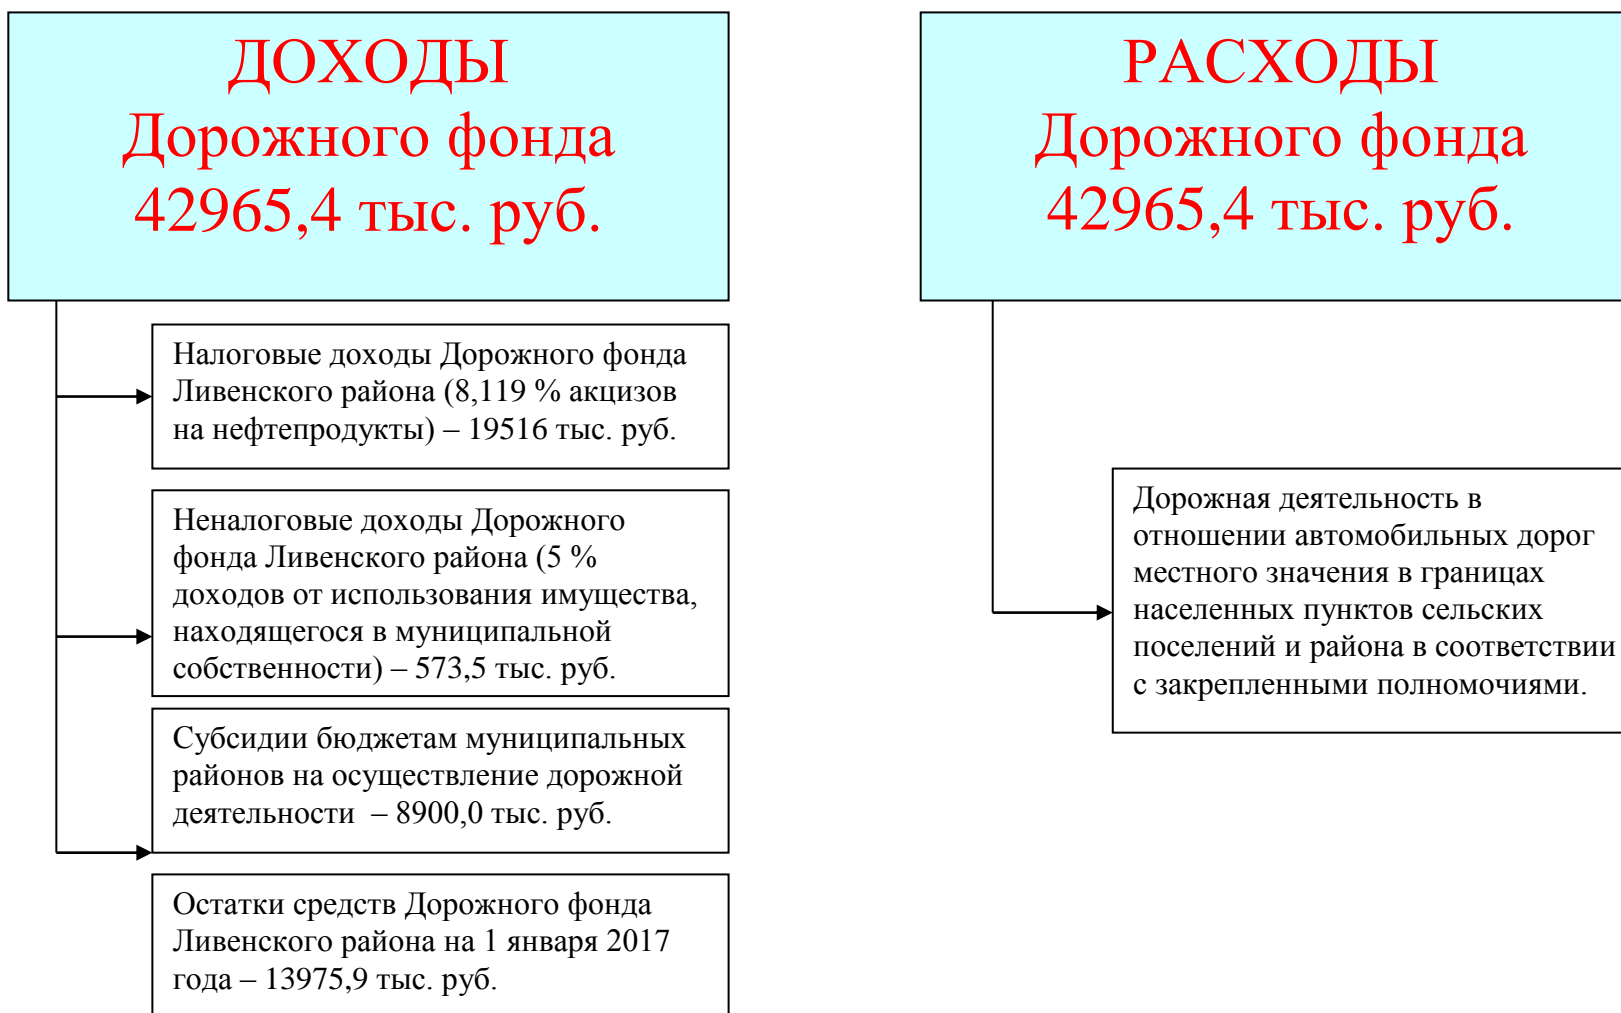 ДОХОДЫ
Дорожного фонда
42965,4 тыс. руб.
Налоговые доходы Дорожного фонда
Ливенского район (8,119 % акцизов
на нефтепродукты) – 19516 тыс. руб.
Неналоговые доходы Дорожного
фонда Ливенского район (5 %
доходов от использования имущества,
находящегося в муниципальной
собственности) – 573,5 тыс. руб.
Субсидии бюджетам муниципальных
районов на осуществление дорожной
деятельности – 8900,0 тыс. руб.
Остатки средств Дорожного фонда
Ливенского района на 1 января 2017
года – 13975,9 тыс. руб.
РАСХОДЫ
Дорожного фонда
42965,4 тыс. руб.
Дорожная деятельность в
отношении автомобильных дорог
местного значения в границах
населенных пунктов сельских
поселений и района в соответствии
с закрепленными полномочиями.